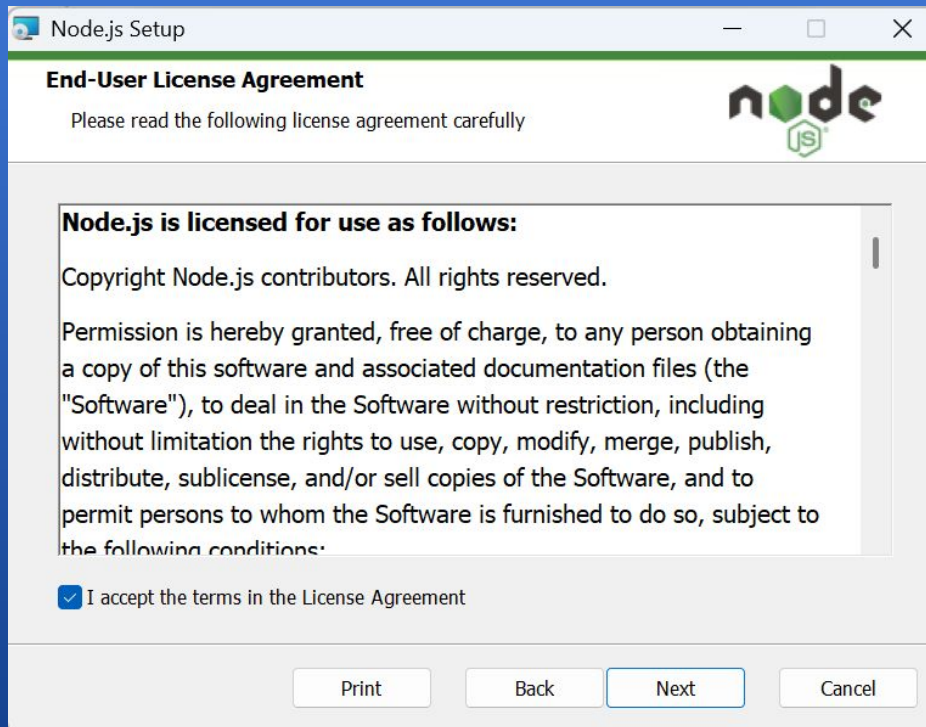 Node.js Setup
End-User License Agreement
Please read the following license agreement carefully
node
JS
Node.js is licensed for use as follows:
Copyright Node.js contributors. All rights reserved.
Permission is hereby granted, free of charge, to any person obtaining
a copy of this software and associated documentation files (the
"Software"), to deal in the Software without restriction, including
without limitation the rights to use, copy, modify, merge, publish,
distribute, sublicense, and/or sell copies of the Software, and to
permit persons to whom the Software is furnished to do so, subject to
the following conditions:
I accept the terms in the License Agreement
Print Back Next Cancel